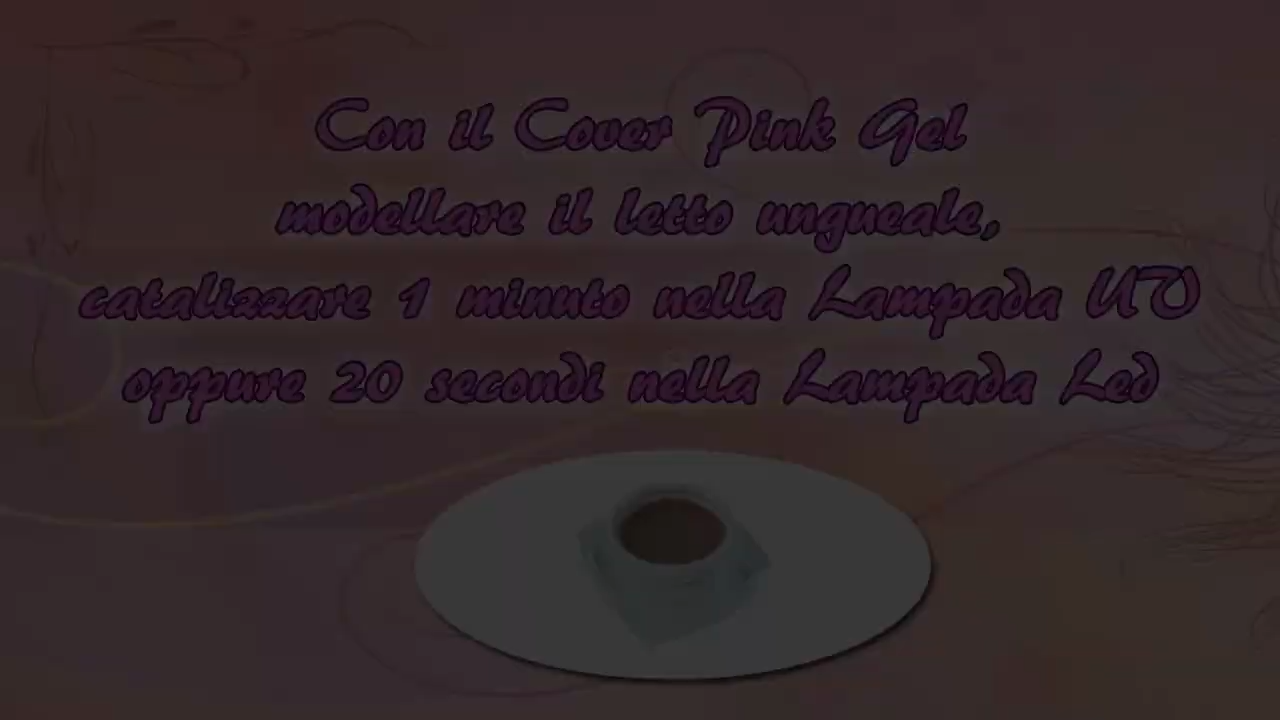 Con il Cover Pink Gel
modellare il letto ungueale,
catalizzare 1 minuto nella Lampada UV
oppure 20 secondi nella Lampada Led